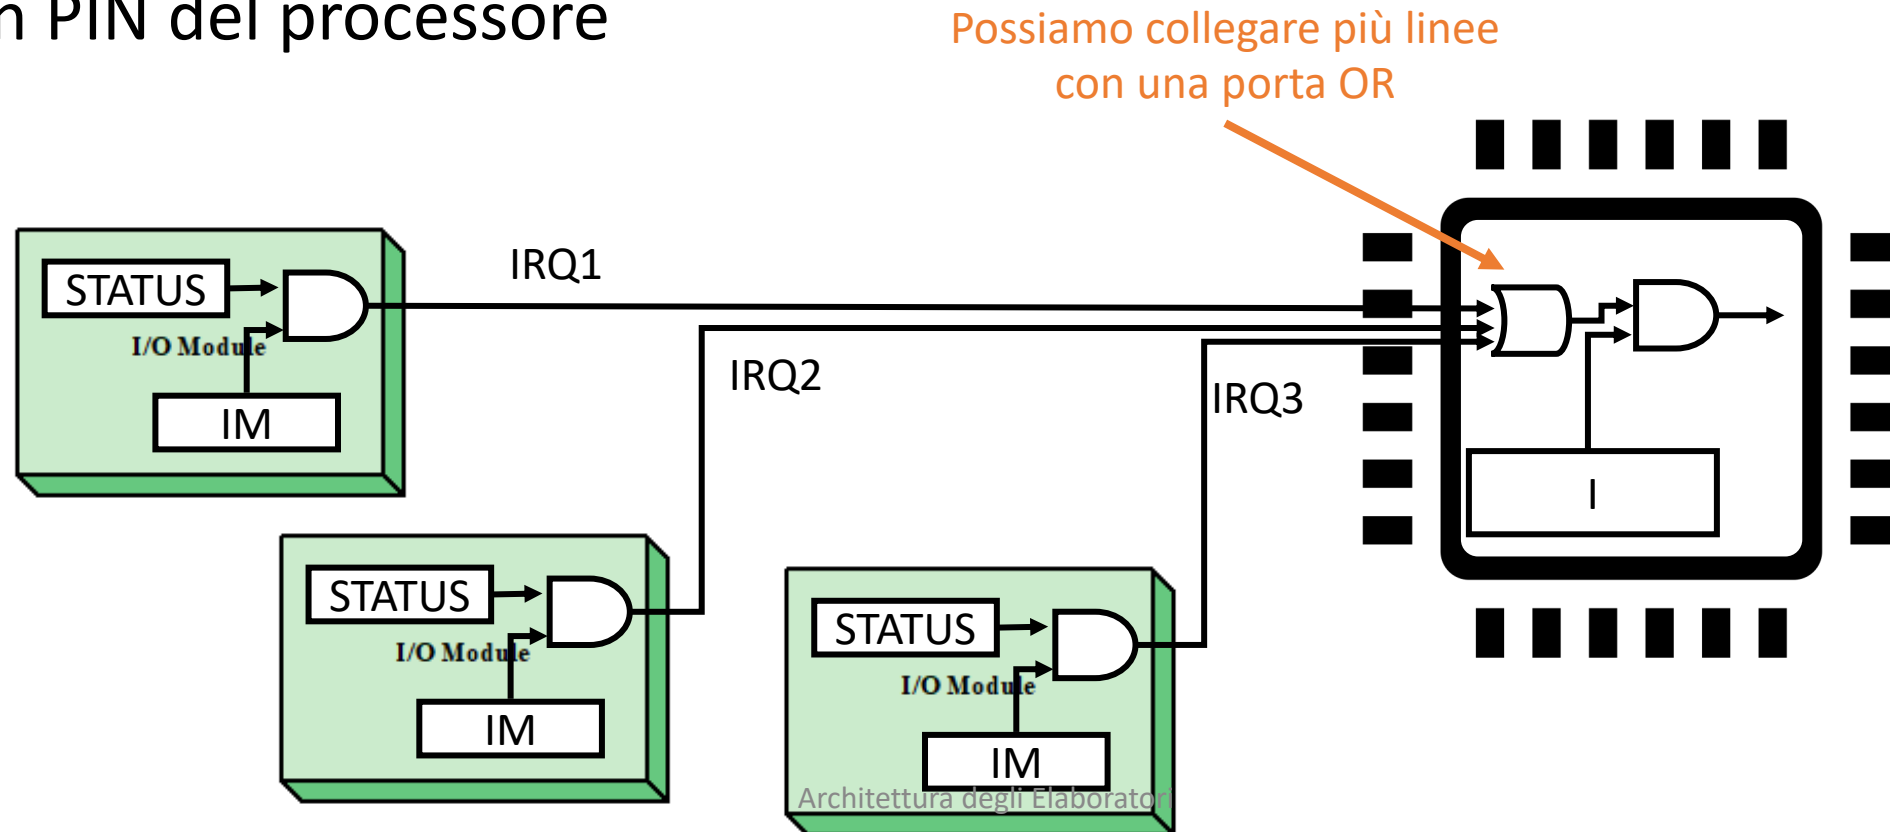 n PIN del processore
Possiamo collegare più linee
con una porta OR
IRQ1
STATUS
I/O Module
IM
IRQ2
IRQ3
I
STATUS
I/O Module
IM
STATUS
I/O Module
IM
Architettura degli Elaboratori